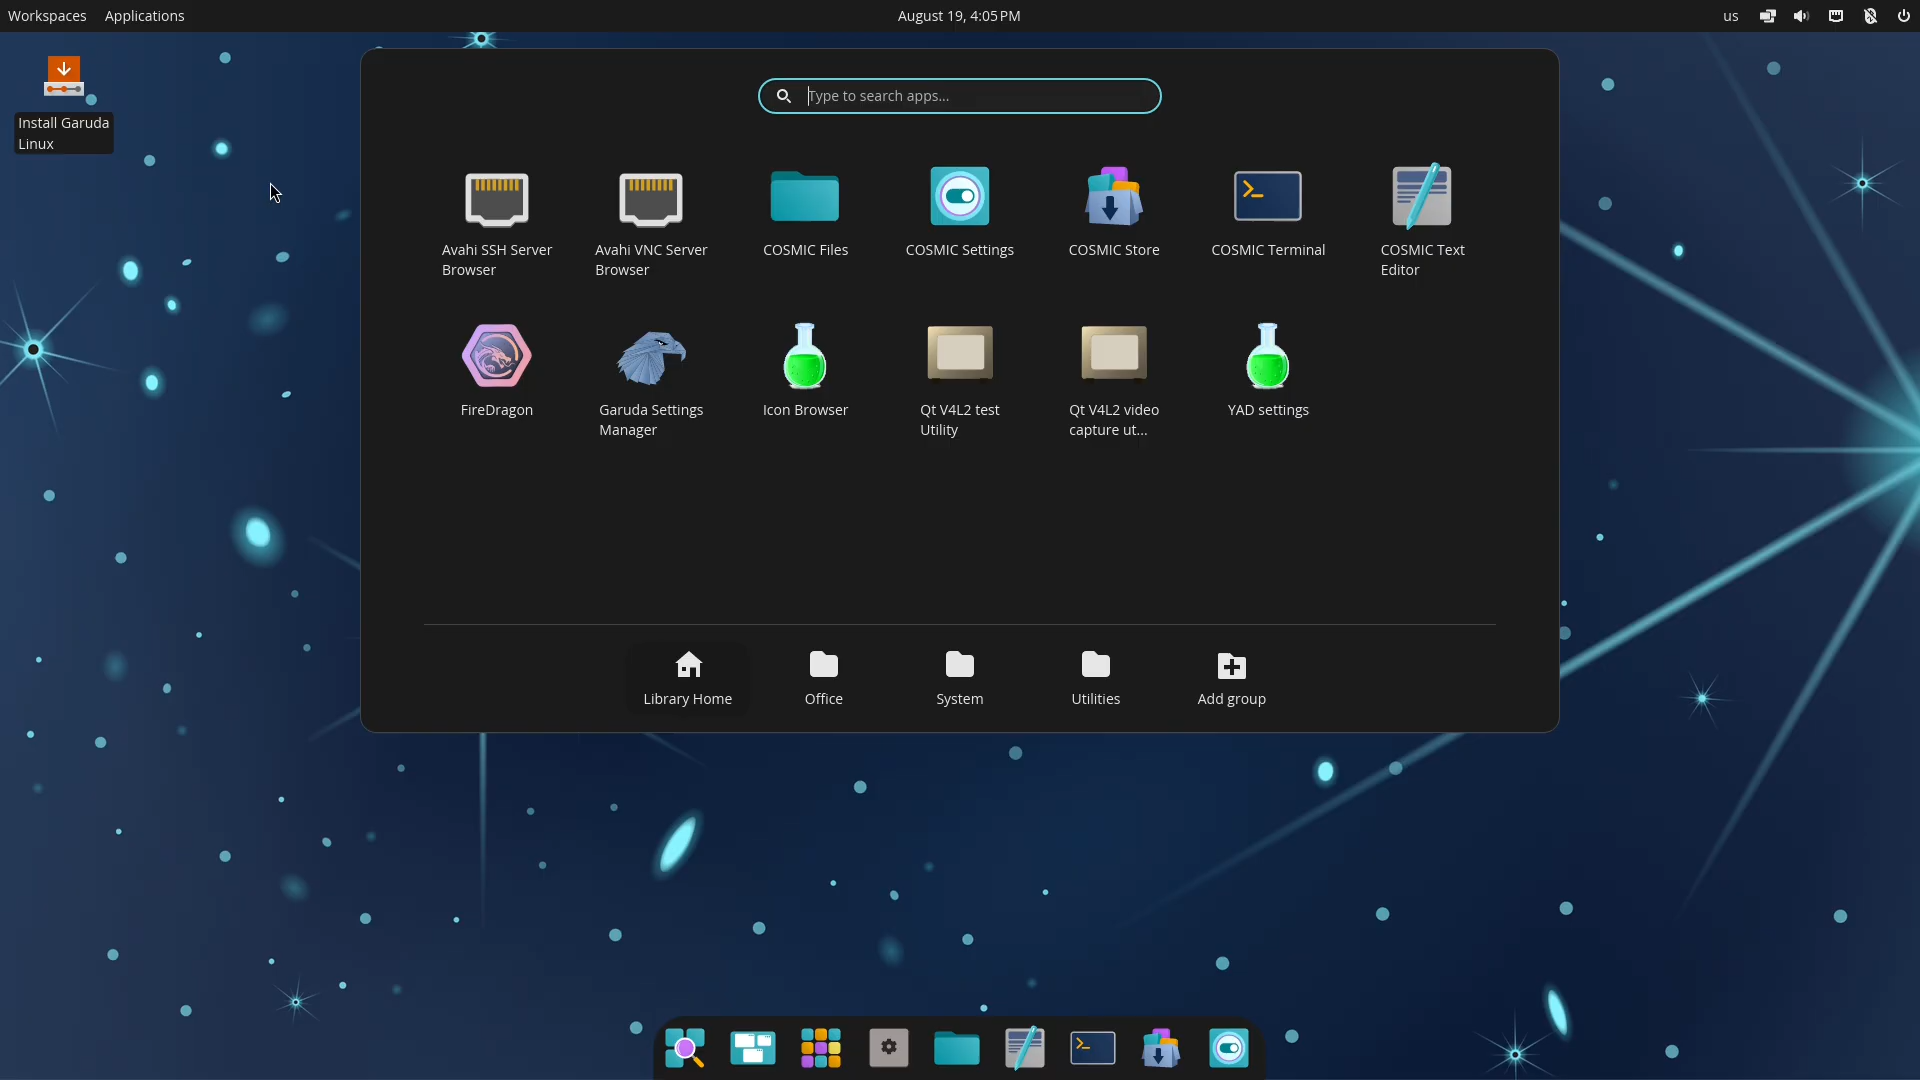 Workspaces Applications August 19, 4:05 PM us
Install Garuda
Linux
Type to search apps...
Avahi SSH Server
Browser
Avahi VNC Server
Browser
COSMIC Files
COSMIC Settings
COSMIC Store
COSMIC Terminal
COSMIC Text
Editor
FireDragon
Garuda Settings
Manager
Icon Browser
Qt V4L2 test
Utility
Qt V4L2 video
capture ut...
YAD settings
Library Home
Office
System
Utilities
Add group